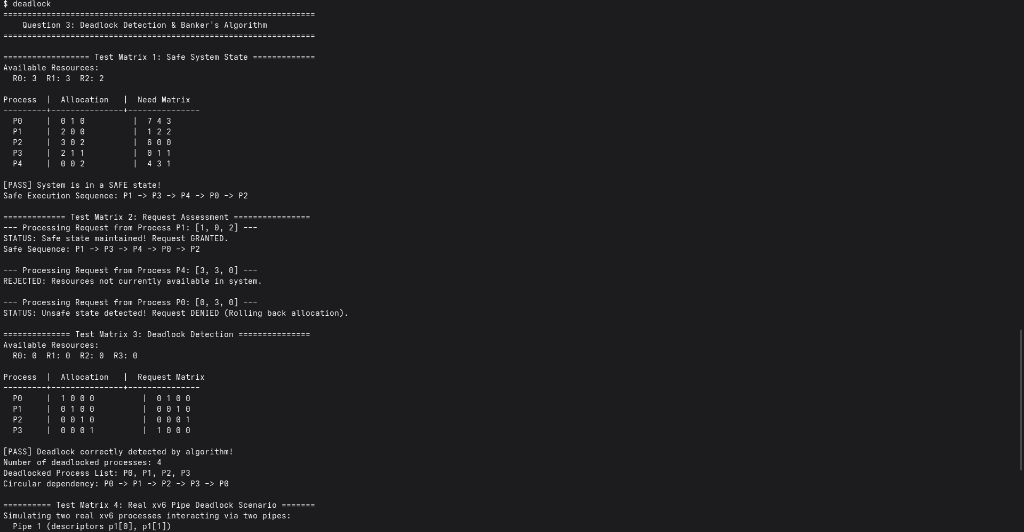 $ deadlock
=================================================================
Question 3: Deadlock Detection & Banker's Algorithm
=================================================================
------------------ Test Matrix 1: Safe System State -------------
Available Resources:
R0: 3 R1: 3 R2: 2
Process | Allocation | Need Matrix
---------+---------------+---------------
P0 | 0 1 0 | 7 4 3
P1 | 2 0 0 | 1 2 2
P2 | 3 0 2 | 6 0 0
P3 | 2 1 1 | 0 1 1
P4 | 0 0 2 | 4 3 1
[PASS] System is in a SAFE state!
Safe Execution Sequence: P1 -> P3 -> P4 -> P0 -> P2
============= Test Matrix 2: Request Assessment ================
--- Processing Request from Process P1: [1, 0, 2] ---
STATUS: Safe state maintained! Request GRANTED.
Safe Sequence: P1 -> P3 -> P4 -> P0 -> P2
--- Processing Request from Process P4: [3, 3, 0] ---
REJECTED: Resources not currently available in system.
--- Processing Request from Process P0: [0, 3, 0] ---
STATUS: Unsafe state detected! Request DENIED (Rolling back allocation).
============== Test Matrix 3: Deadlock Detection ===============
Available Resources:
R0: 0 R1: 0 R2: 0 R3: 0
Process | Allocation | Request Matrix
---------+---------------+---------------
P0 | 1 0 0 0 | 0 1 0 0
P1 | 0 1 0 0 | 0 0 1 0
P2 | 0 0 1 0 | 0 0 0 1
P3 | 0 0 0 1 | 1 0 0 0
[PASS] Deadlock correctly detected by algorithm!
Number of deadlocked processes: 4
Deadlocked Process List: P0, P1, P2, P3
Circular dependency: P0 -> P1 -> P2 -> P3 -> P0
---------- Test Matrix 4: Real xv6 Pipe Deadlock Scenario -------
Simulating two real xv6 processes interacting via two pipes:
Pipe 1 (descriptors p1[0], p1[1])